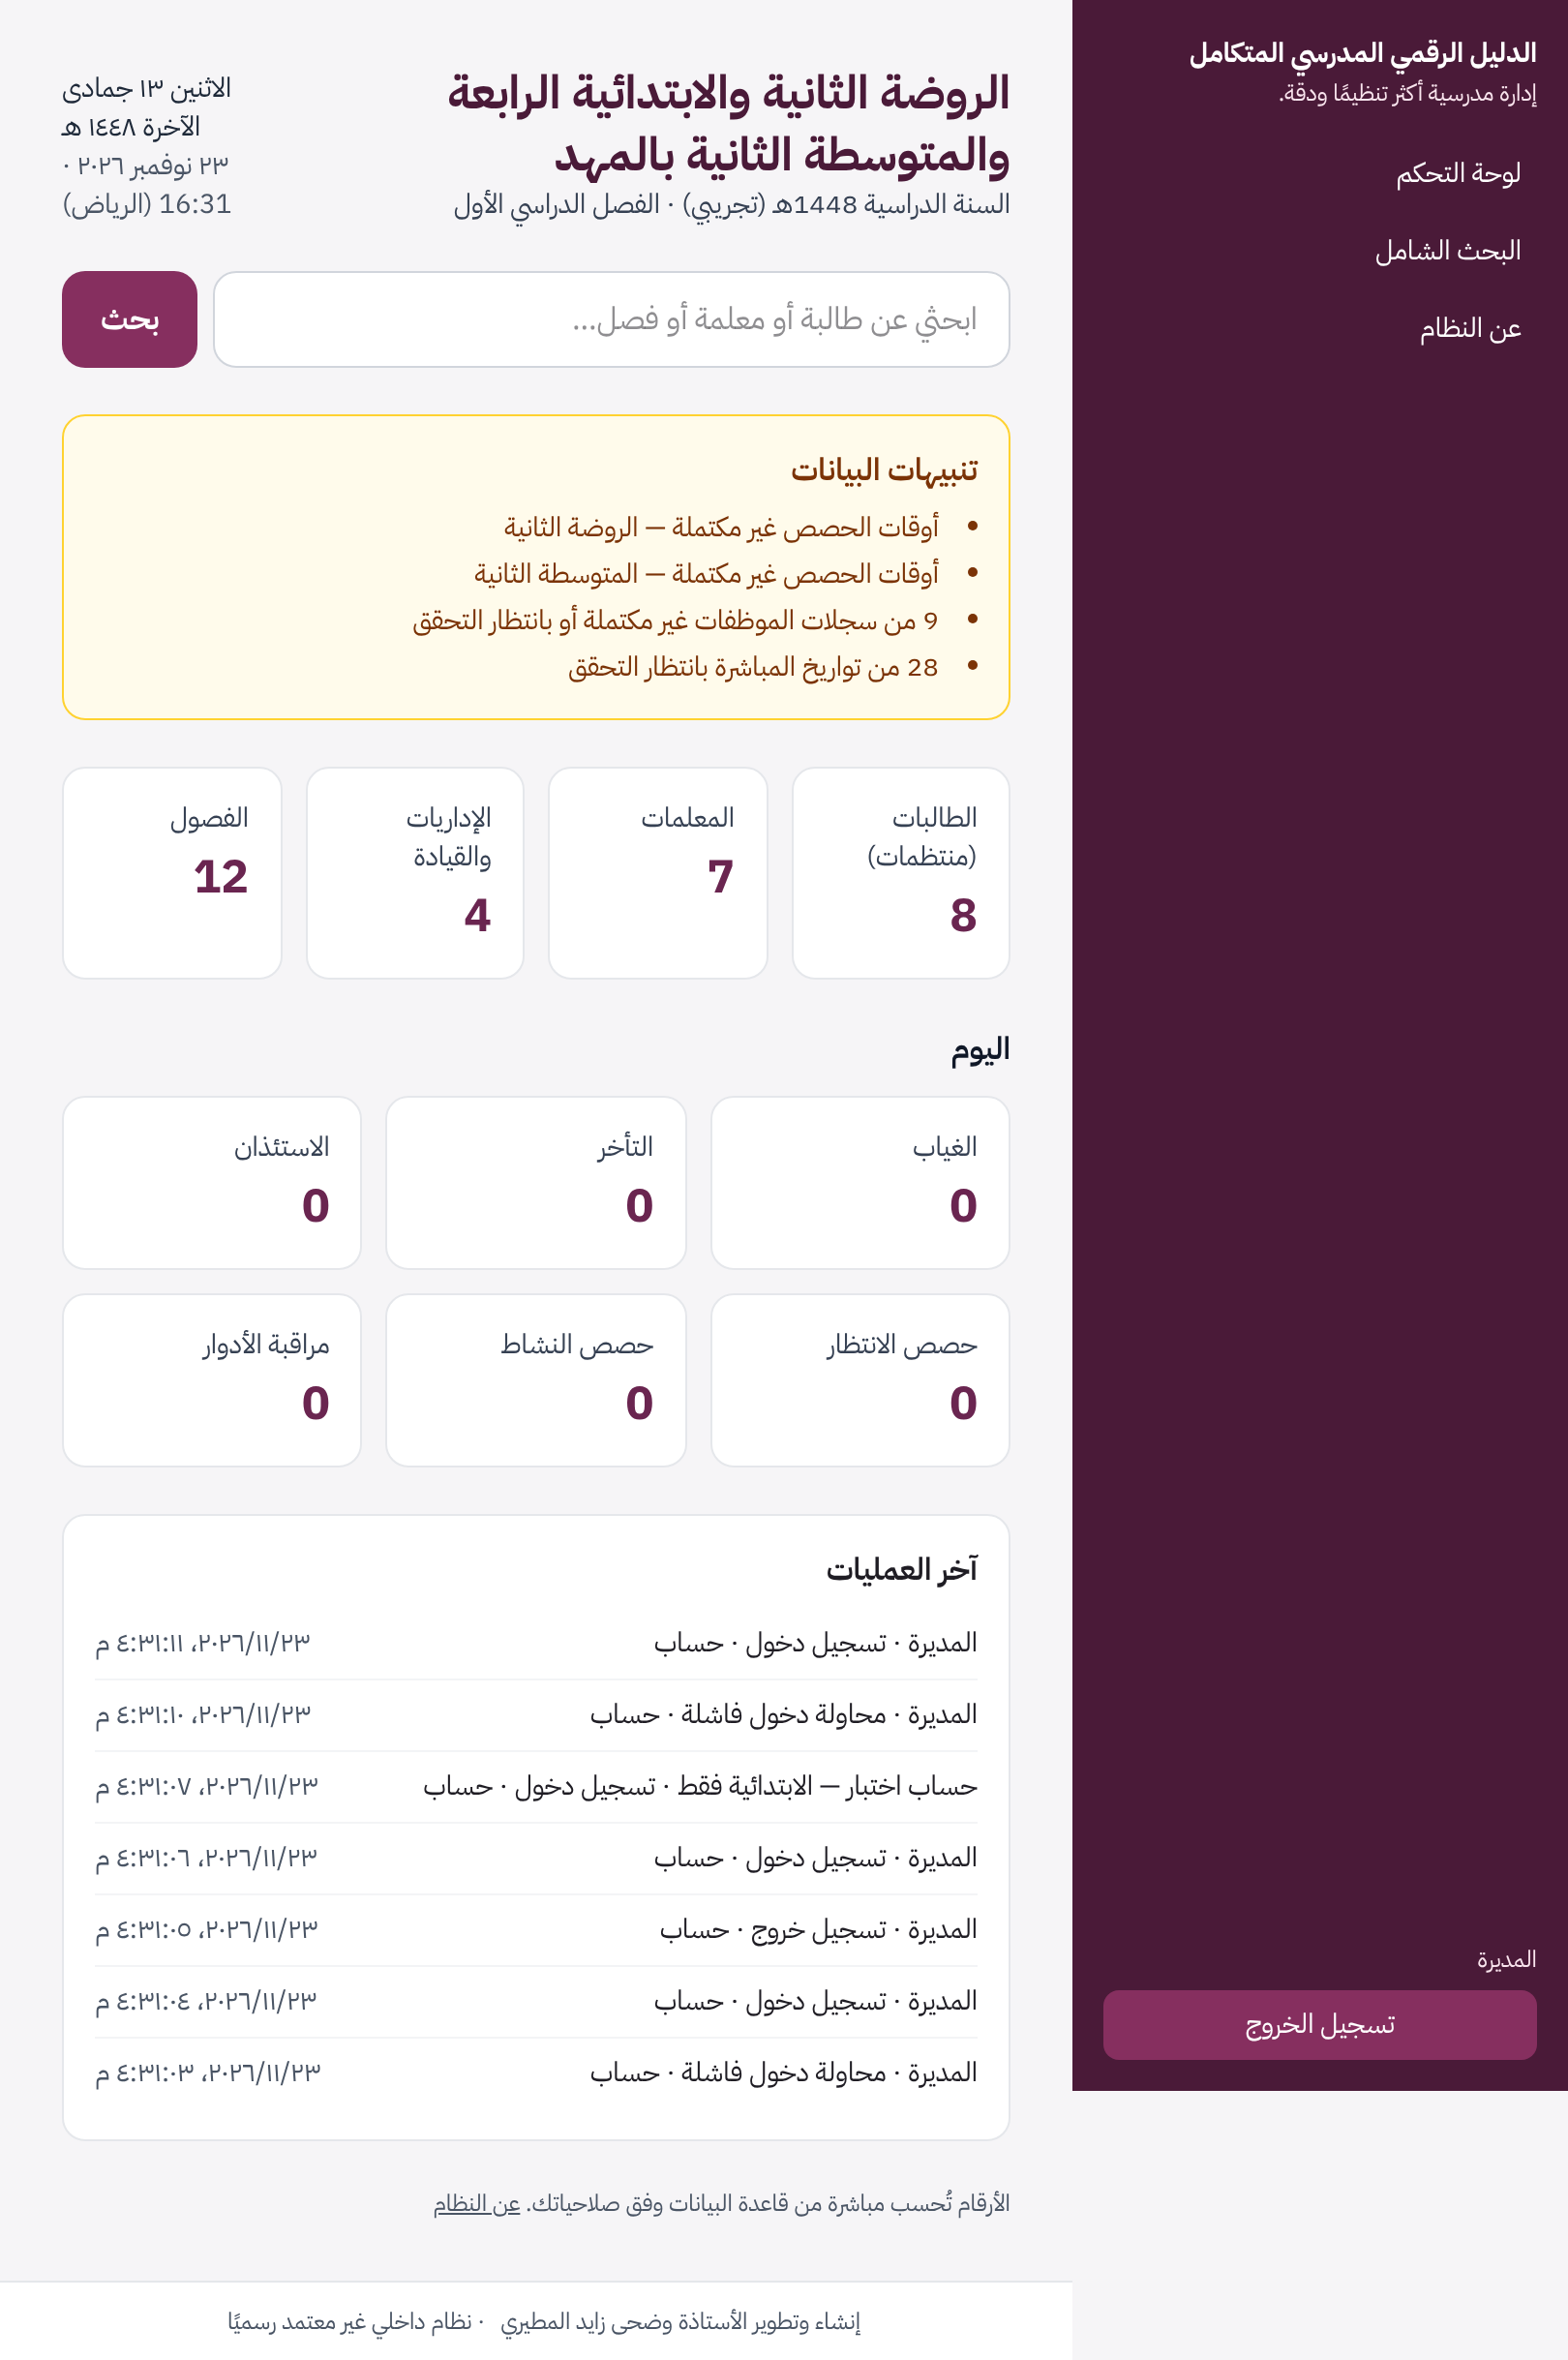 الدليل الرقمي المدرسي المتكامل
إدارة مدرسية أكثر تنظيمًا ودقة.
لوحة التحكم
البحث الشامل
عن النظام
المديرة
تسجيل الخروج
الروضة الثانية والابتدائية الرابعة
والمتوسطة الثانية بالمهد
السنة الدراسية 1448هـ (تجريبي) · الفصل الدراسي الأول
الاثنين ١٣ جمادى
الآخرة ١٤٤٨ هـ
٢٣ نوفمبر ٢٠٢٦ ·
16:31 (الرياض)
ابحثي عن طالبة أو معلمة أو فصل...
بحث
تنبيهات البيانات
• أوقات الحصص غير مكتملة — الروضة الثانية
• أوقات الحصص غير مكتملة — المتوسطة الثانية
• 9 من سجلات الموظفات غير مكتملة أو بانتظار التحقق
• 28 من تواريخ المباشرة بانتظار التحقق
الطالبات
(منتظمات)
8
المعلمات
7
الإداريات
والقيادة
4
الفصول
12
اليوم
الغياب
0
التأخر
0
الاستئذان
0
حصص الانتظار
0
حصص النشاط
0
مراقبة الأدوار
0
آخر العمليات
المديرة · تسجيل دخول · حساب ٢٠٢٦/١١/٢٣، ٤:٣١:١١ م
المديرة · محاولة دخول فاشلة · حساب ٢٠٢٦/١١/٢٣، ٤:٣١:١٠ م
حساب اختبار — الابتدائية فقط · تسجيل دخول · حساب ٢٠٢٦/١١/٢٣، ٤:٣١:٠٧ م
المديرة · تسجيل دخول · حساب ٢٠٢٦/١١/٢٣، ٤:٣١:٠٦ م
المديرة · تسجيل خروج · حساب ٢٠٢٦/١١/٢٣، ٤:٣١:٠٥ م
المديرة · تسجيل دخول · حساب ٢٠٢٦/١١/٢٣، ٤:٣١:٠٤ م
المديرة · محاولة دخول فاشلة · حساب ٢٠٢٦/١١/٢٣، ٤:٣١:٠٣ م
الأرقام تُحسب مباشرة من قاعدة البيانات وفق صلاحياتك. عن النظام
إنشاء وتطوير الأستاذة وضحى زايد المطيري · نظام داخلي غير معتمد رسميًا